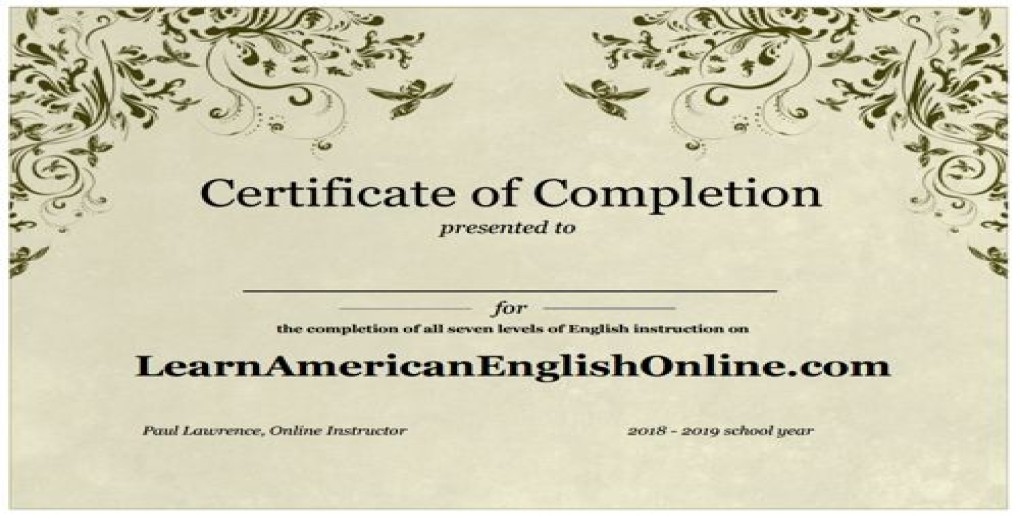 Certificate of Completion
presented to
for
the completion of all seven levels of English instruction on
LearnAmericanEnglishOnline.com
Paul Lawrence, Online Instructor
2018 - 2019 school year